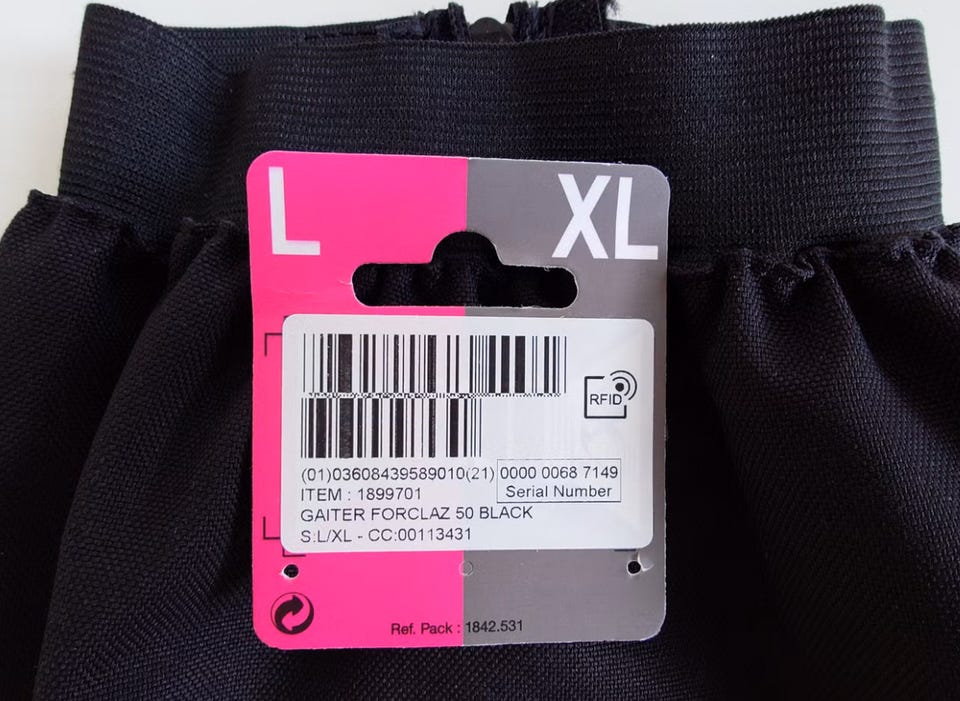 L XL
RFID
(01)03608439589010(21) 0000 0068 7149
ITEM : 1899701 Serial Number
GAITER FORCLAZ 50 BLACK
S:L/XL - CC:00113431
Ref. Pack : 1842.531